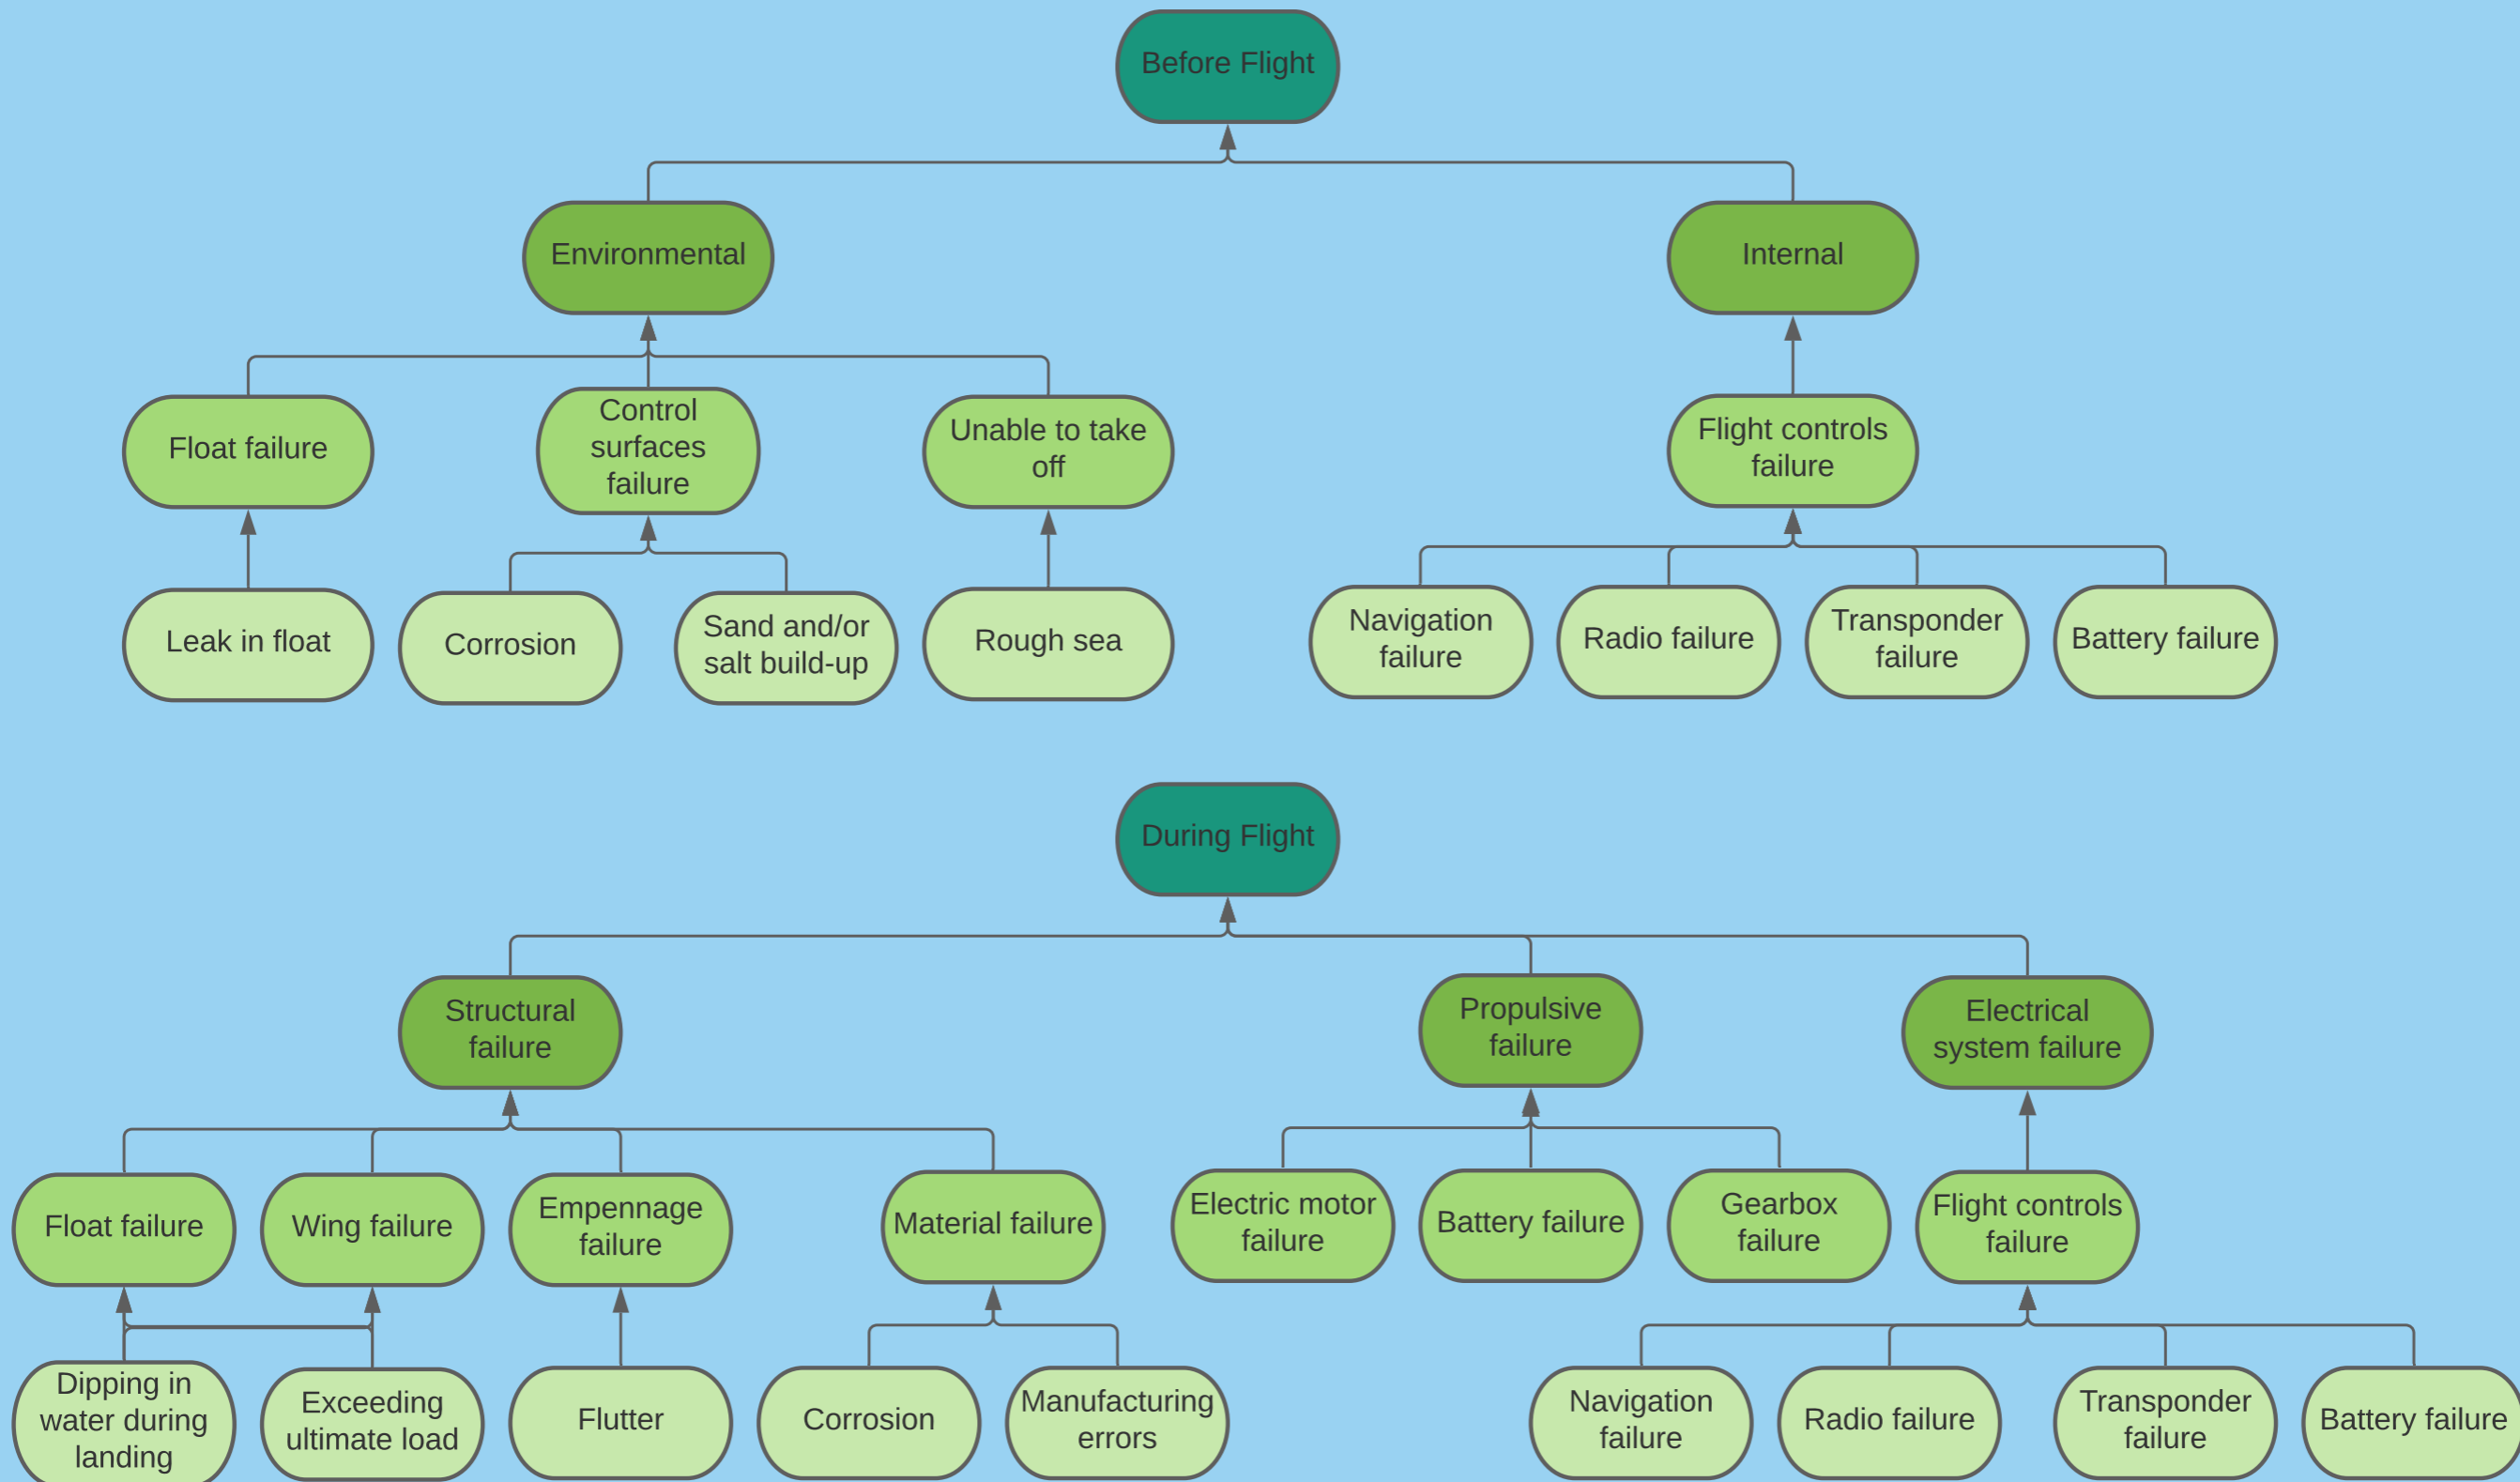 Before Flight
Environmental
Internal
Float failure
Control
surfaces
failure
Unable to take
off
Flight controls
failure
Leak in float
Corrosion
Sand and/or
salt build-up
Rough sea
Navigation
failure
Radio failure
Transponder
failure
Battery failure
During Flight
Structural
failure
Propulsive
failure
Electrical
system failure
Float failure
Wing failure
Empennage
failure
Material failure
Electric motor
failure
Battery failure
Gearbox
failure
Flight controls
failure
Dipping in
water during
landing
Exceeding
ultimate load
Flutter
Corrosion
Manufacturing
errors
Navigation
failure
Radio failure
Transponder
failure
Battery failure